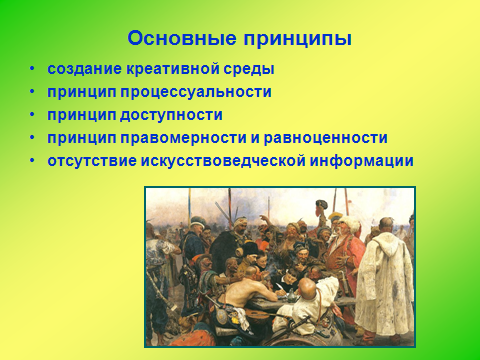 Основные принципы
• создание креативной среды
• принцип процессуальности
• принцип доступности
• принцип правомерности и равноценности
• отсутствие искусствоведческой информации